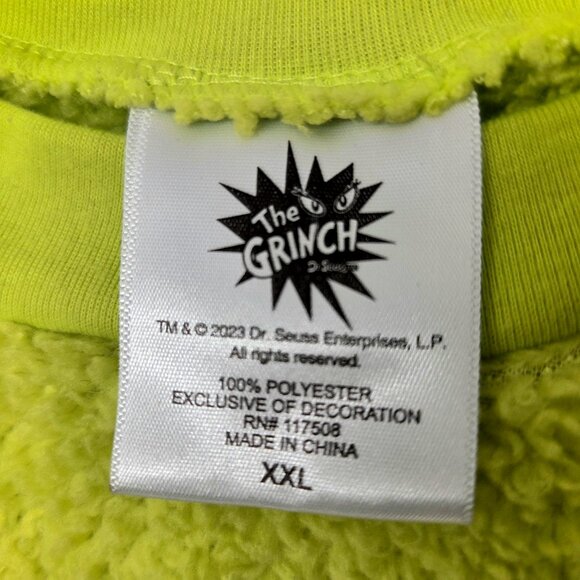 The
GRINCH
Dr. Seuss
TM & © 2023 Dr. Seuss Enterprises, L.P.
All rights reserved.
100% POLYESTER
EXCLUSIVE OF DECORATION
RN# 117508
MADE IN CHINA
XXL